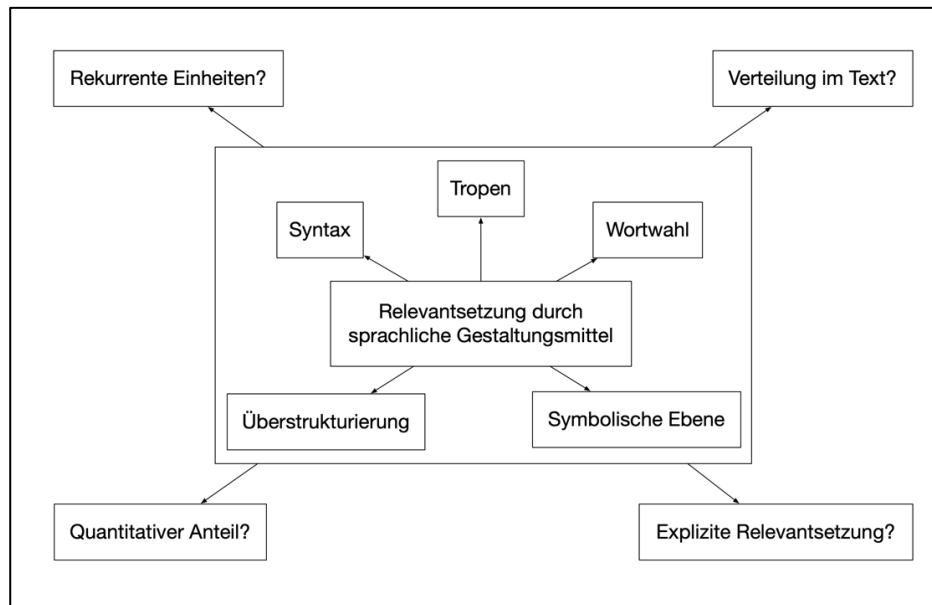 Rekurrente Einheiten?
Verteilung im Text?
Tropen
Syntax
Wortwahl
Relevantsetzung durch
sprachliche Gestaltungsmittel
Überstrukturierung
Symbolische Ebene
Quantitativer Anteil?
Explizite Relevantsetzung?